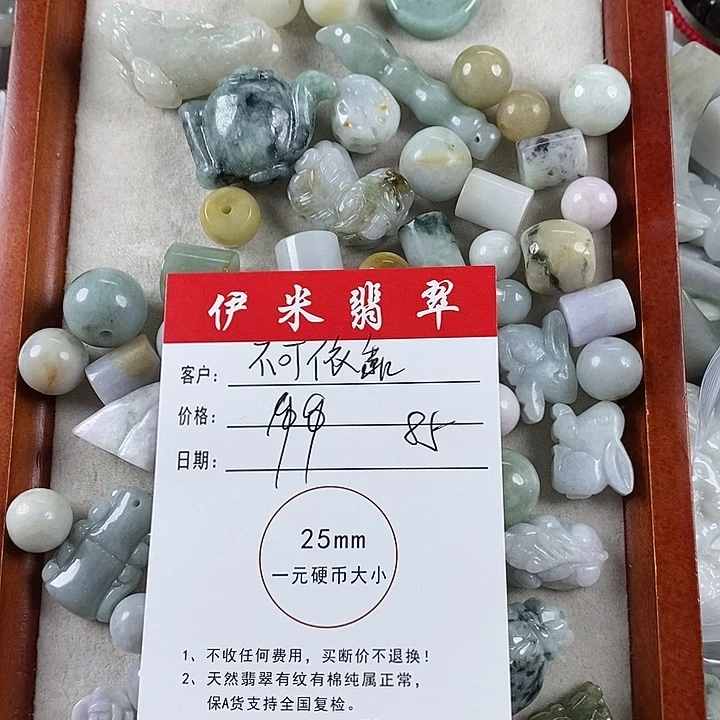 伊米翡翠
客户: 不可依
价格: 99 85
日期:
25mm
一元硬币大小
1、不收任何费用，买断价不退换！
2、天然翡翠有纹有棉纯属正常，
保A货支持全国复检。